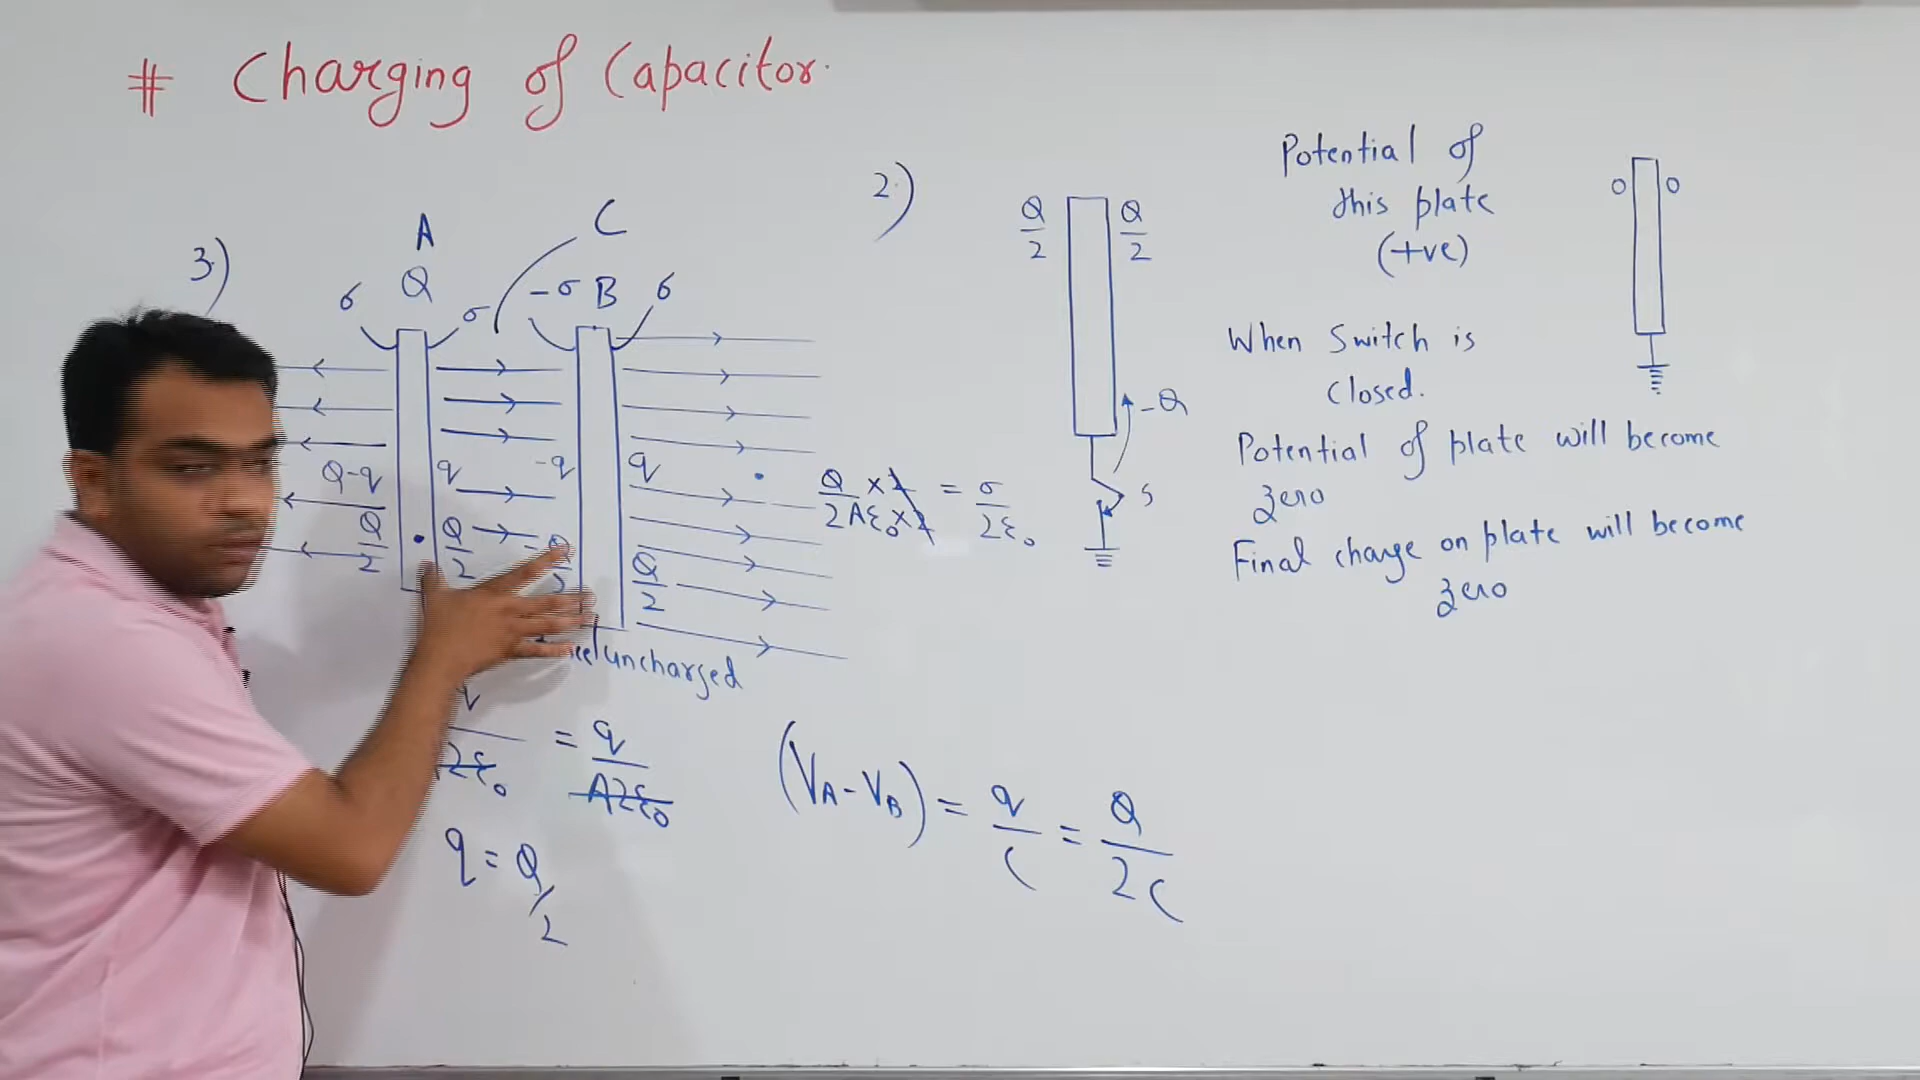 # Charging of Capacitor
3)
A
Q
C
σ
σ
-σ
B
σ
Q-q
q
-q
q
Q/2
Q/2
Q/2
uncharged
2ε₀
= q/A2ε₀
q = Q/2
Q/2Aε₀ × 2/2 = σ/2ε₀
(V_A - V_B) = q/C = Q/2C
2)
Q/2
Q/2
-Q
S
Potential of
this plate
(+ve)
0
0
When Switch is
Closed.
Potential of plate will become
Zero
Final charge on plate will become
Zero